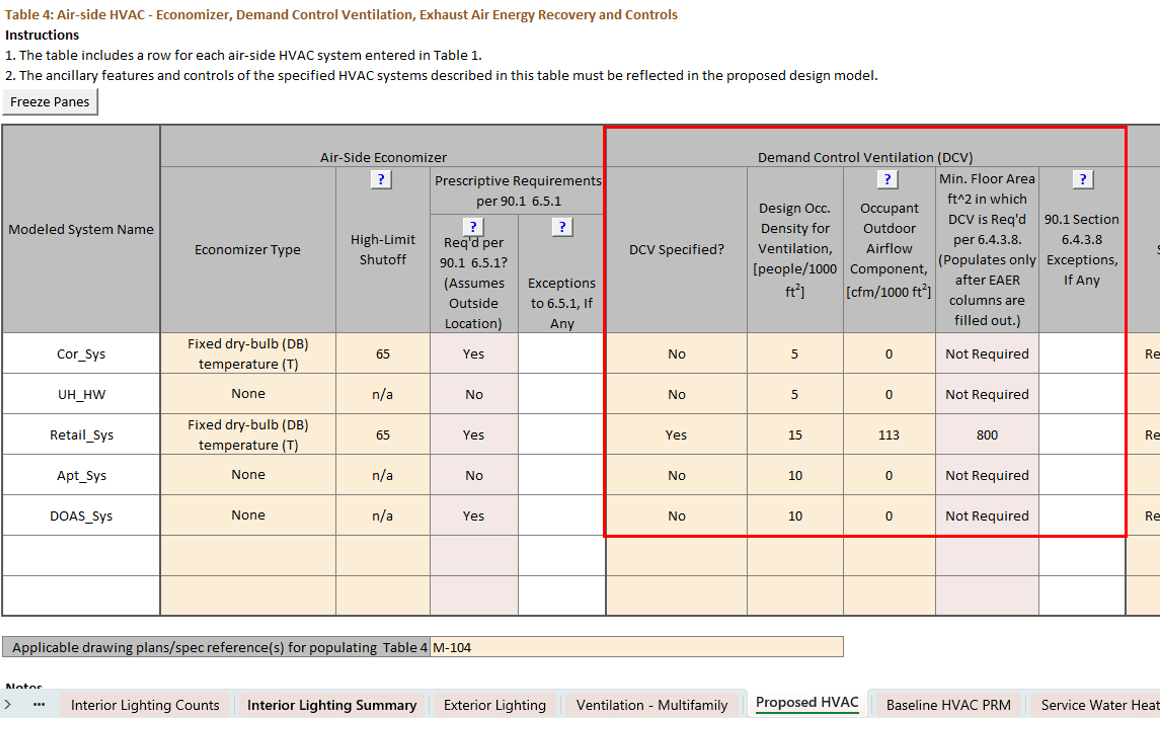 Table 4: Air-side HVAC - Economizer, Demand Control Ventilation, Exhaust Air Energy Recovery and Controls
Instructions
1. The table includes a row for each air-side HVAC system entered in Table 1.
2. The ancillary features and controls of the specified HVAC systems described in this table must be reflected in the proposed design model.
Freeze Panes
Modeled System Name
Air-Side Economizer
Economizer Type
?
High-Limit
Shutoff
Prescriptive Requirements
per 90.1 6.5.1
?
Req'd per
90.1 6.5.1?
(Assumes
Outside
Location)
?
Exceptions
to 6.5.1, If
Any
Demand Control Ventilation (DCV)
DCV Specified?
Design Occ.
Density for
Ventilation,
[people/1000
ft²]
?
Occupant
Outdoor
Airflow
Component,
[cfm/1000 ft²]
Min. Floor Area
ft^2 in which
DCV is Req'd
per 6.4.3.8.
(Populates only
after EAER
columns are
filled out.)
?
90.1 Section
6.4.3.8
Exceptions,
If Any
Cor_Sys Fixed dry-bulb (DB) temperature (T) 65 Yes No 5 0 Not Required Re
UH_HW None n/a No No 5 0 Not Required
Retail_Sys Fixed dry-bulb (DB) temperature (T) 65 Yes Yes 15 113 800 Re
Apt_Sys None n/a No No 10 0 Not Required
DOAS_Sys None n/a Yes No 10 0 Not Required Re
Applicable drawing plans/spec reference(s) for populating Table 4 M-104
Notes
> ... Interior Lighting Counts Interior Lighting Summary Exterior Lighting Ventilation - Multifamily Proposed HVAC Baseline HVAC PRM Service Water Heat